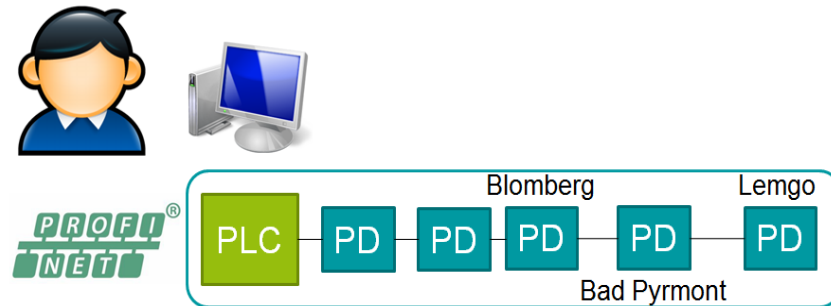 Blomberg
Lemgo
PROFI®
NET
PLC
PD
PD
PD
PD
PD
Bad Pyrmont